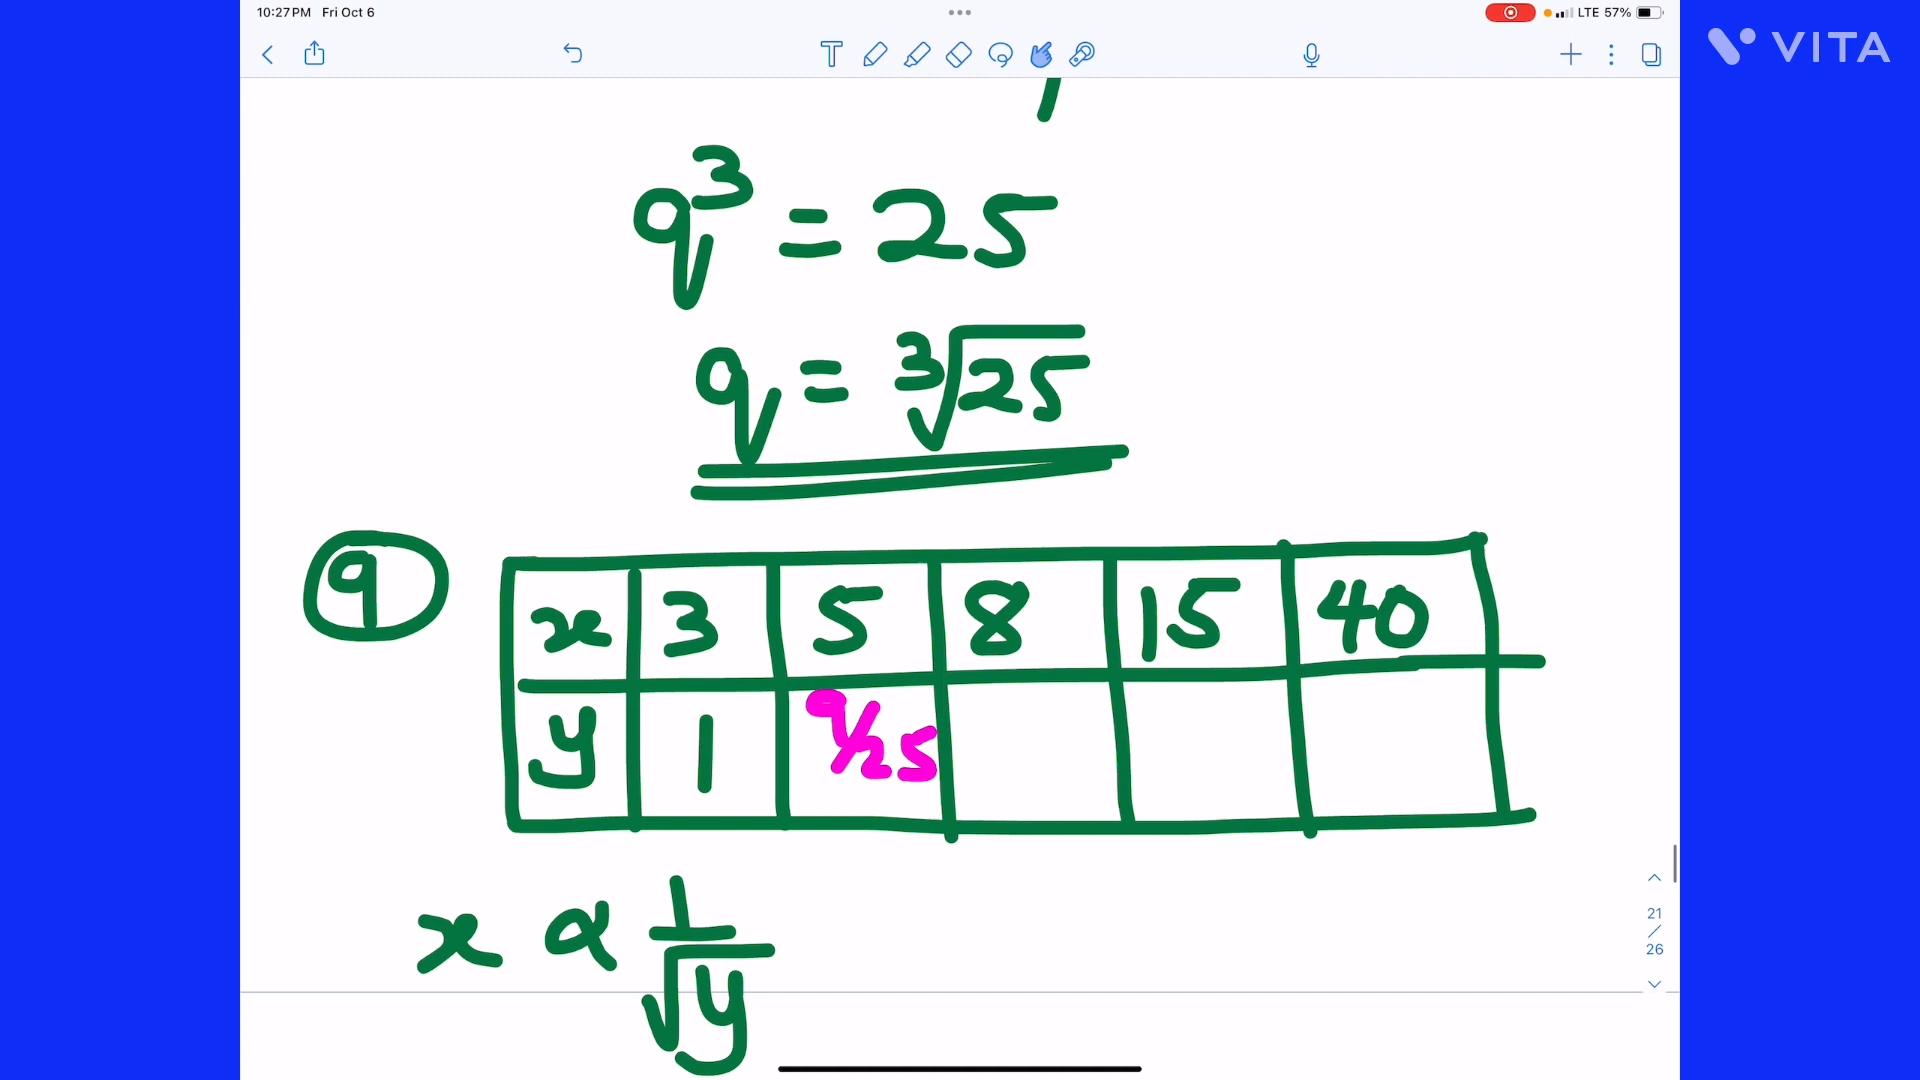 10:27 PM Fri Oct 6
LTE 57%
VITA
q³ = 25
q = ∛25
9
x 3 5 8 15 40
y 1 9/25
x α 1/√y
21
/
26